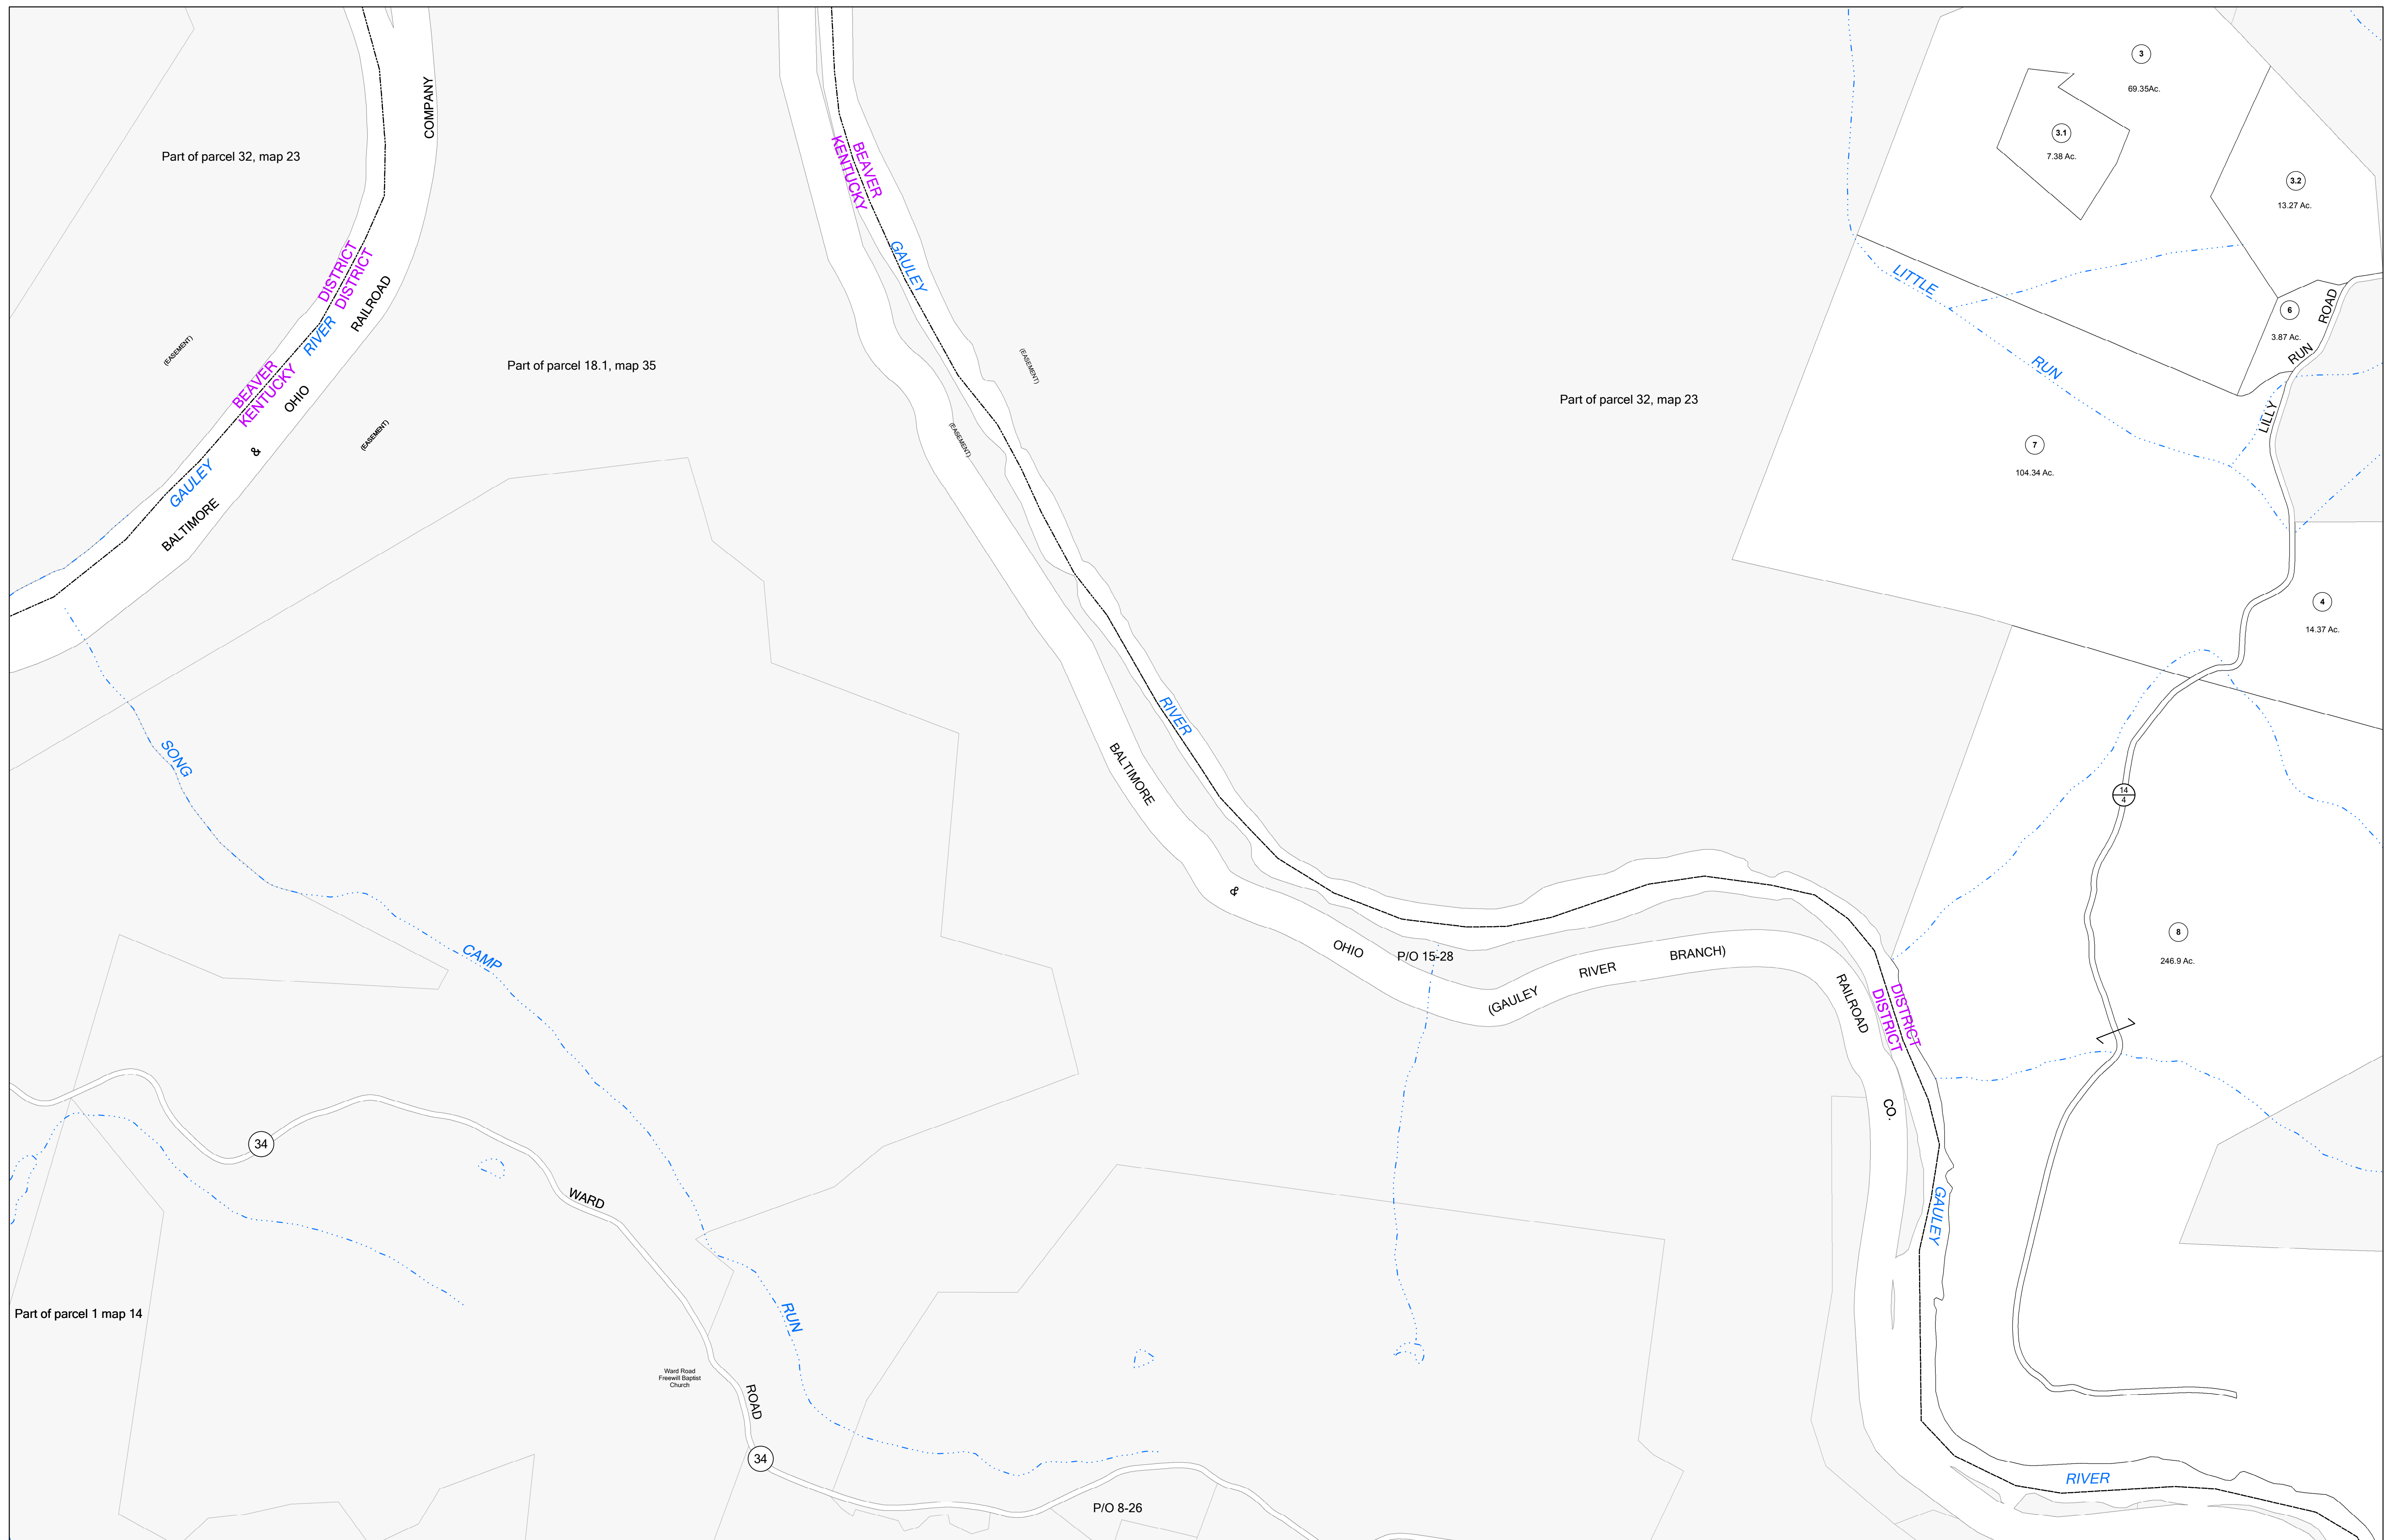 COMPANY
Part of parcel 32, map 23
BEAVER
KENTUCKY
3
69.35Ac.
3.1
7.38 Ac.
3.2
13.27 Ac.
DISTRICT
DISTRICT
GAULEY
LITTLE
RAILROAD
RIVER
(EASEMENT)
6
3.87 Ac.
ROAD
RUN
Part of parcel 18.1, map 35
(EASEMENT)
RUN
BEAVER
KENTUCKY
OHIO
Part of parcel 32, map 23
LILLY
(EASEMENT)
(EASEMENT)
&
7
104.34 Ac.
GAULEY
BALTIMORE
4
14.37 Ac.
RIVER
SONG
BALTIMORE
14
4
&
8
246.9 Ac.
CAMP
OHIO
P/O 15-28
(GAULEY RIVER BRANCH)
RAILROAD
DISTRICT
DISTRICT
CO.
34
WARD
GAULEY
Part of parcel 1 map 14
RUN
Ward Road
Freewill Baptist
Church
ROAD
34
RIVER
P/O 8-26